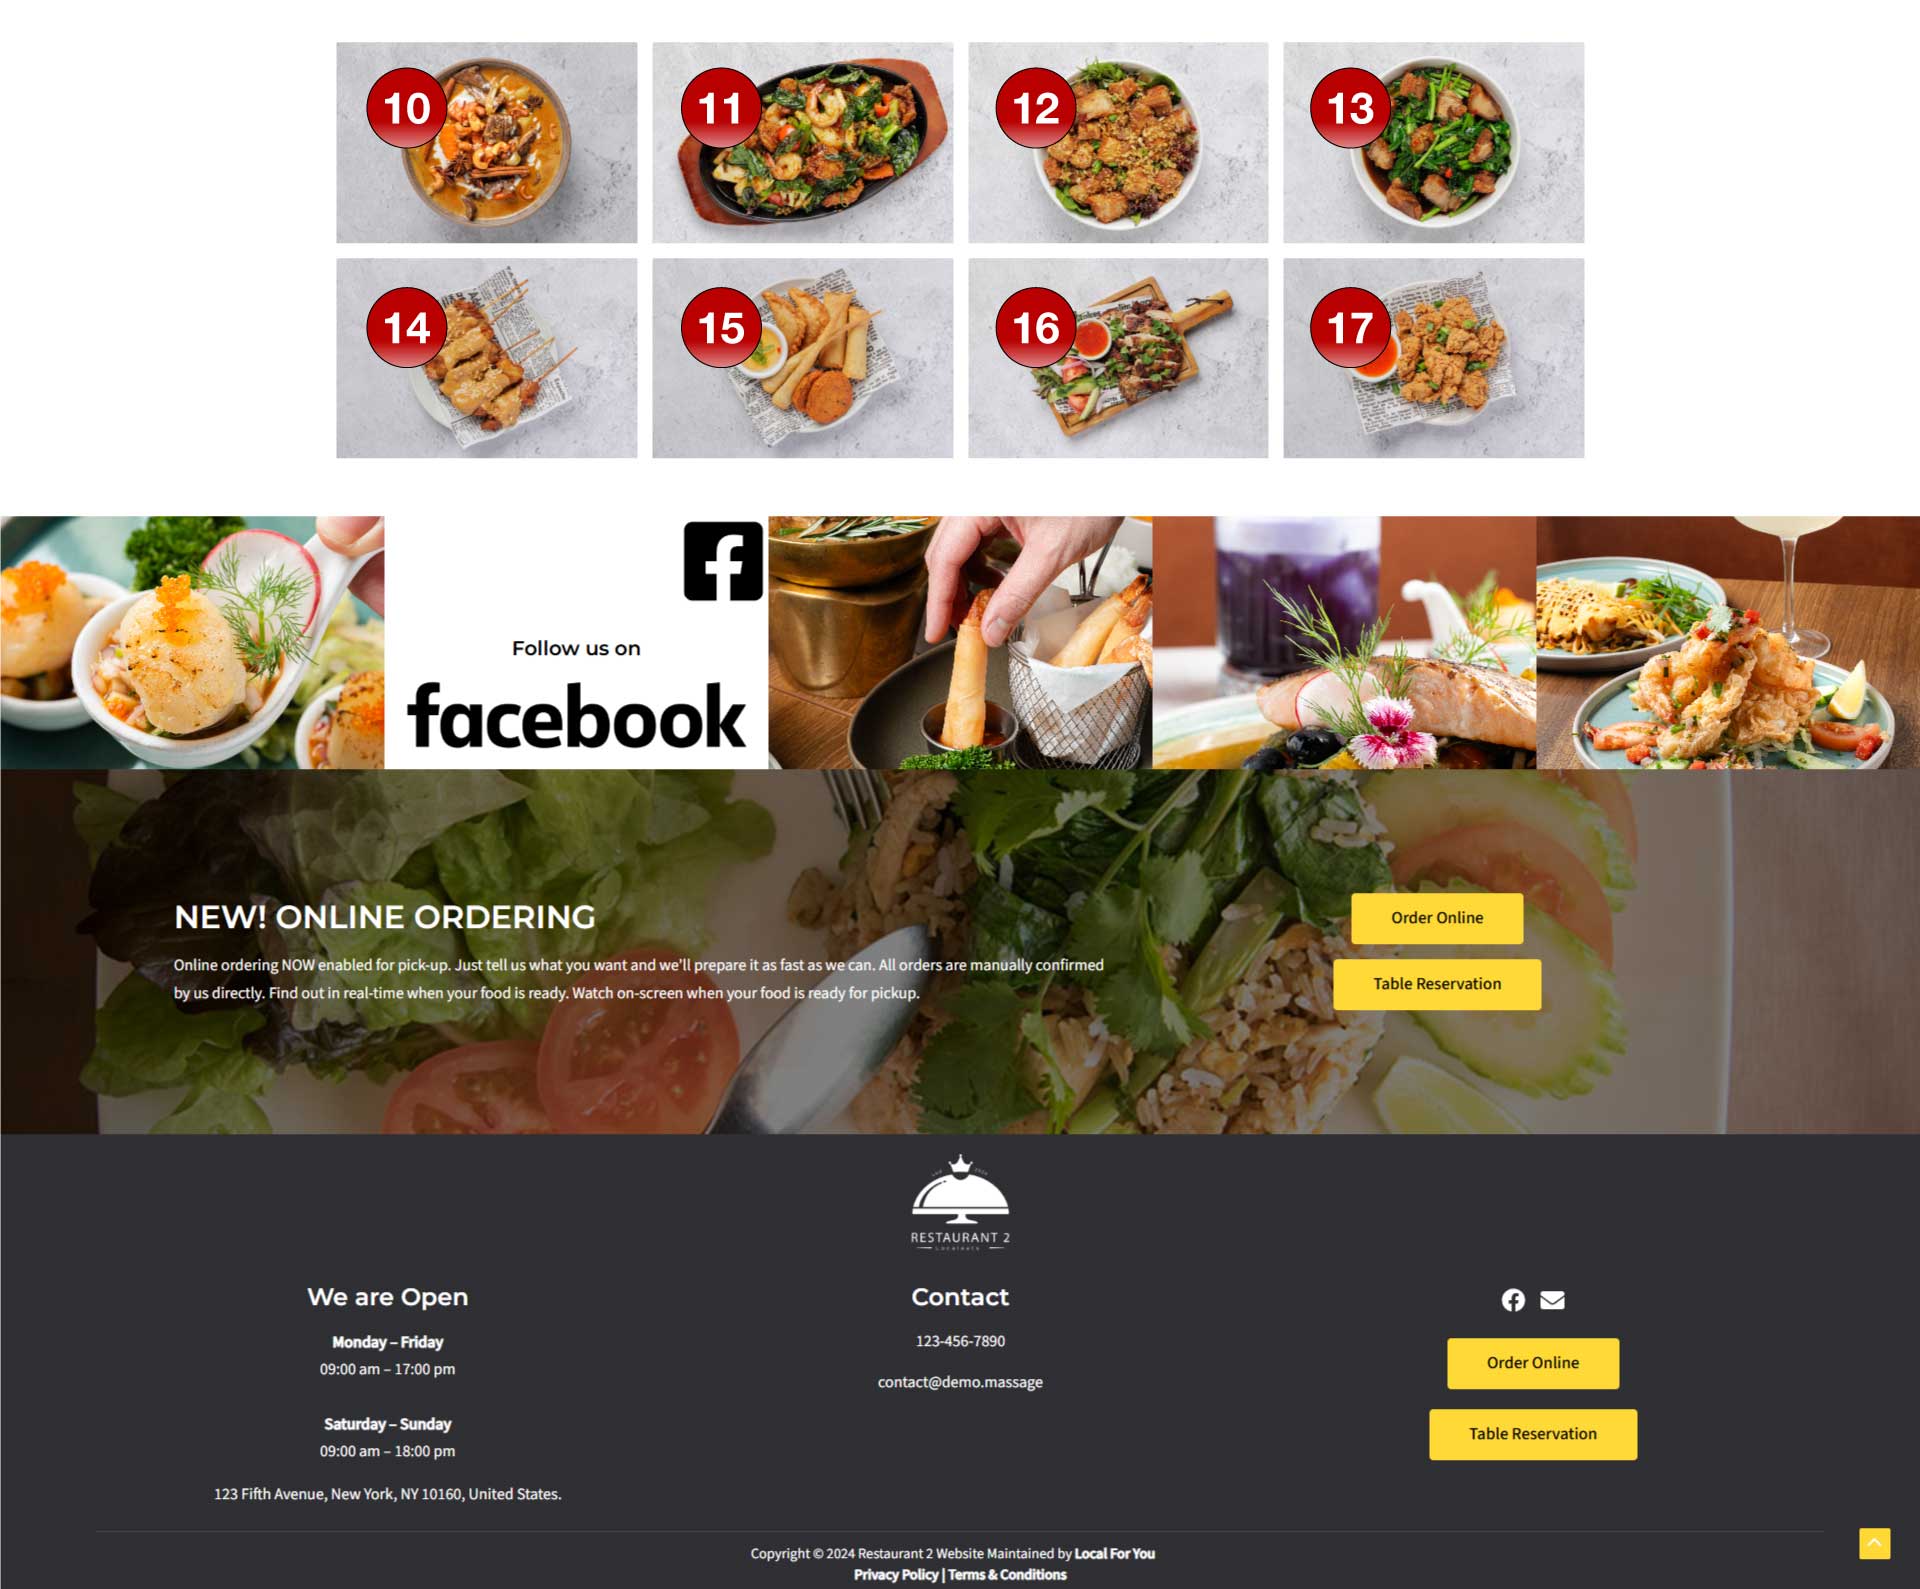 10
11
12
13
14
15
16
17
Follow us on
facebook
NEW! ONLINE ORDERING
Online ordering NOW enabled for pick-up. Just tell us what you want and we'll prepare it as fast as we can. All orders are manually confirmed
by us directly. Find out in real-time when your food is ready. Watch on-screen when your food is ready for pickup.
Order Online
Table Reservation
RESTAURANT 2
We are Open
Monday – Friday
09:00 am – 17:00 pm
Saturday – Sunday
09:00 am – 18:00 pm
123 Fifth Avenue, New York, NY 10160, United States.
Contact
123-456-7890
contact@demo.massage
Order Online
Table Reservation
Copyright © 2024 Restaurant 2 Website Maintained by Local For You
Privacy Policy | Terms & Conditions